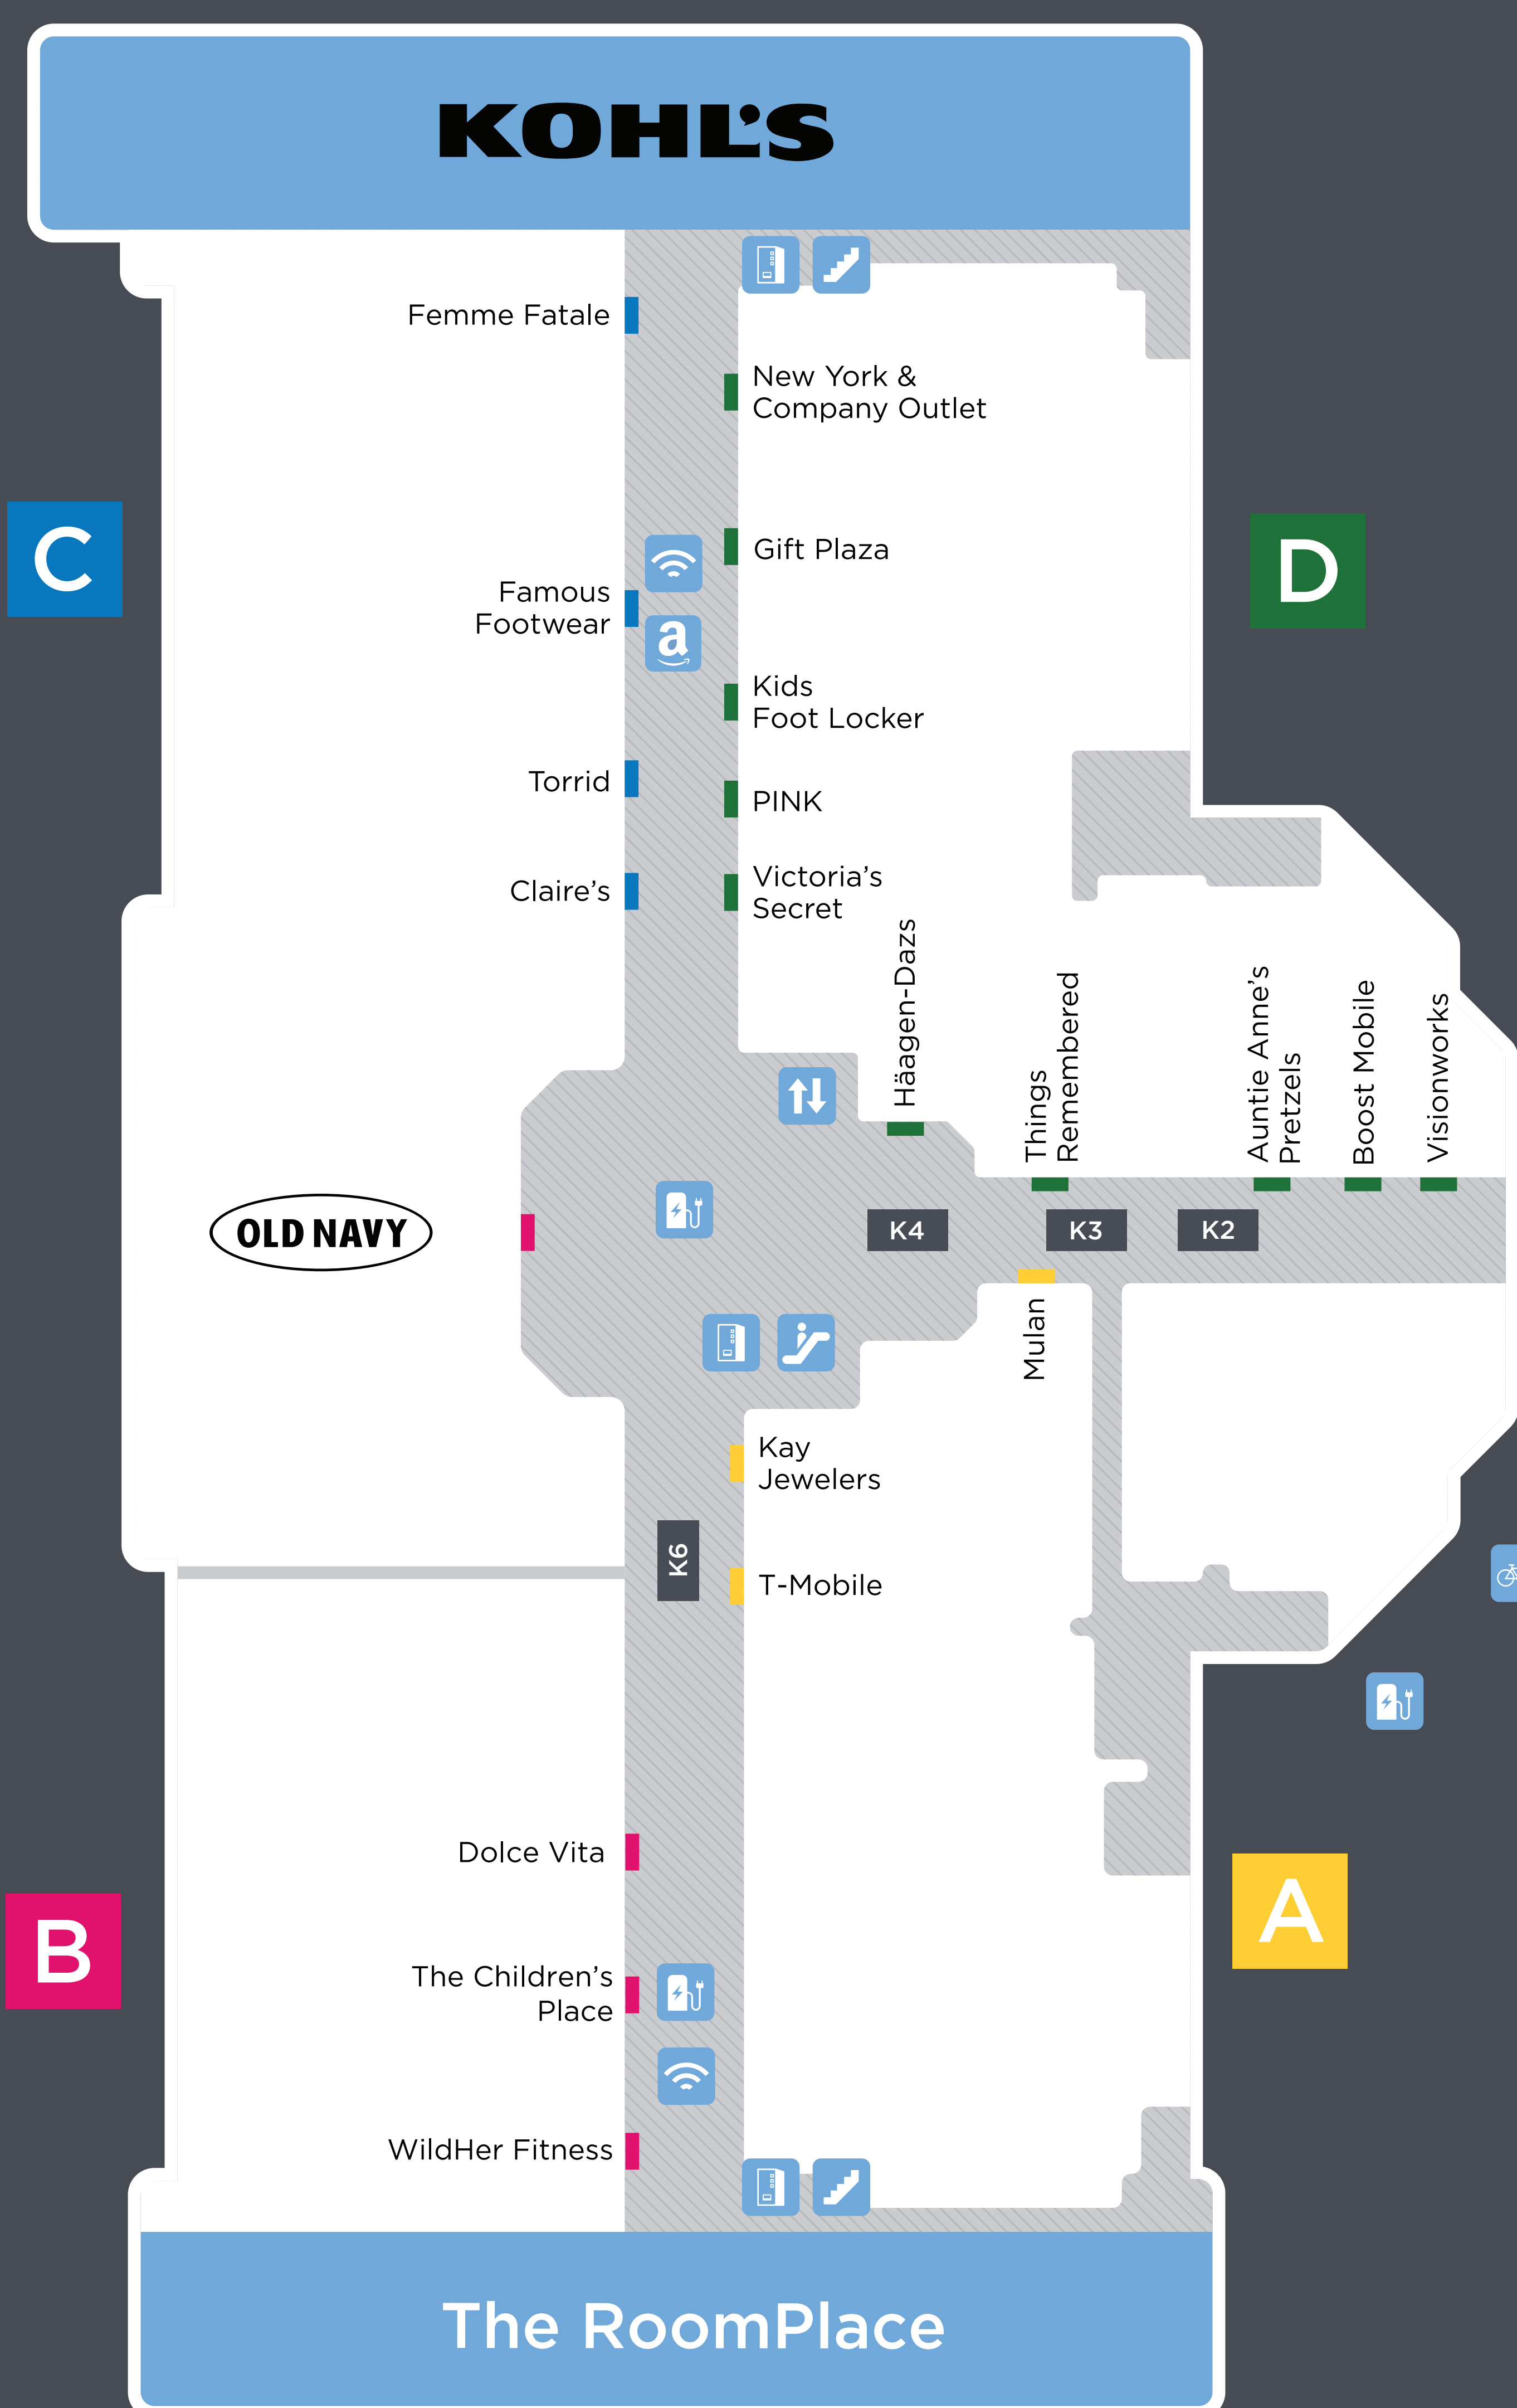 KOHL'S
Femme Fatale
New York &
Company Outlet
C
D
Gift Plaza
Famous
Footwear
a
Kids
Foot Locker
Torrid
PINK
Claire’s
Victoria’s
Secret
Häagen-Dazs
Things
Remembered
Auntie Anne’s
Pretzels
Boost Mobile
Visionworks
OLD NAVY
K4
K3
K2
Mulan
Kay
Jewelers
K6
T-Mobile
Dolce Vita
B
A
The Children’s
Place
WildHer Fitness
The RoomPlace